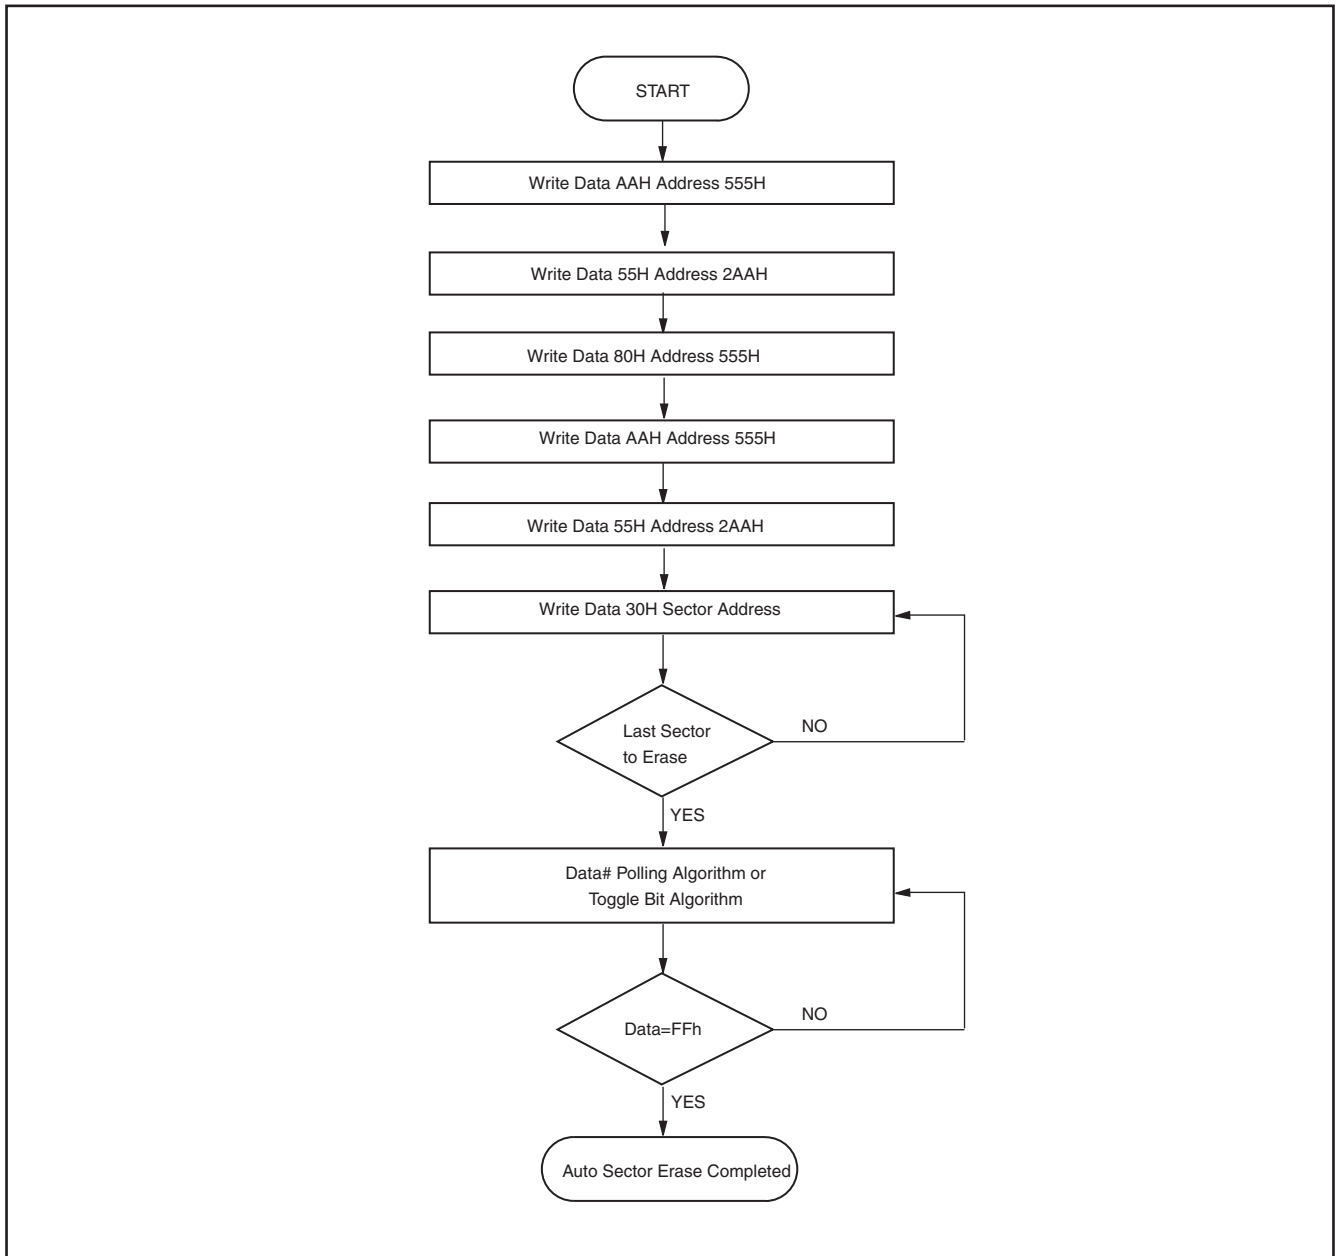 START
Write Data AAH Address 555H
Write Data 55H Address 2AAH
Write Data 80H Address 555H
Write Data AAH Address 555H
Write Data 55H Address 2AAH
Write Data 30H Sector Address
Last Sector
to Erase
NO
YES
Data# Polling Algorithm or
Toggle Bit Algorithm
Data=FFh
NO
YES
Auto Sector Erase Completed